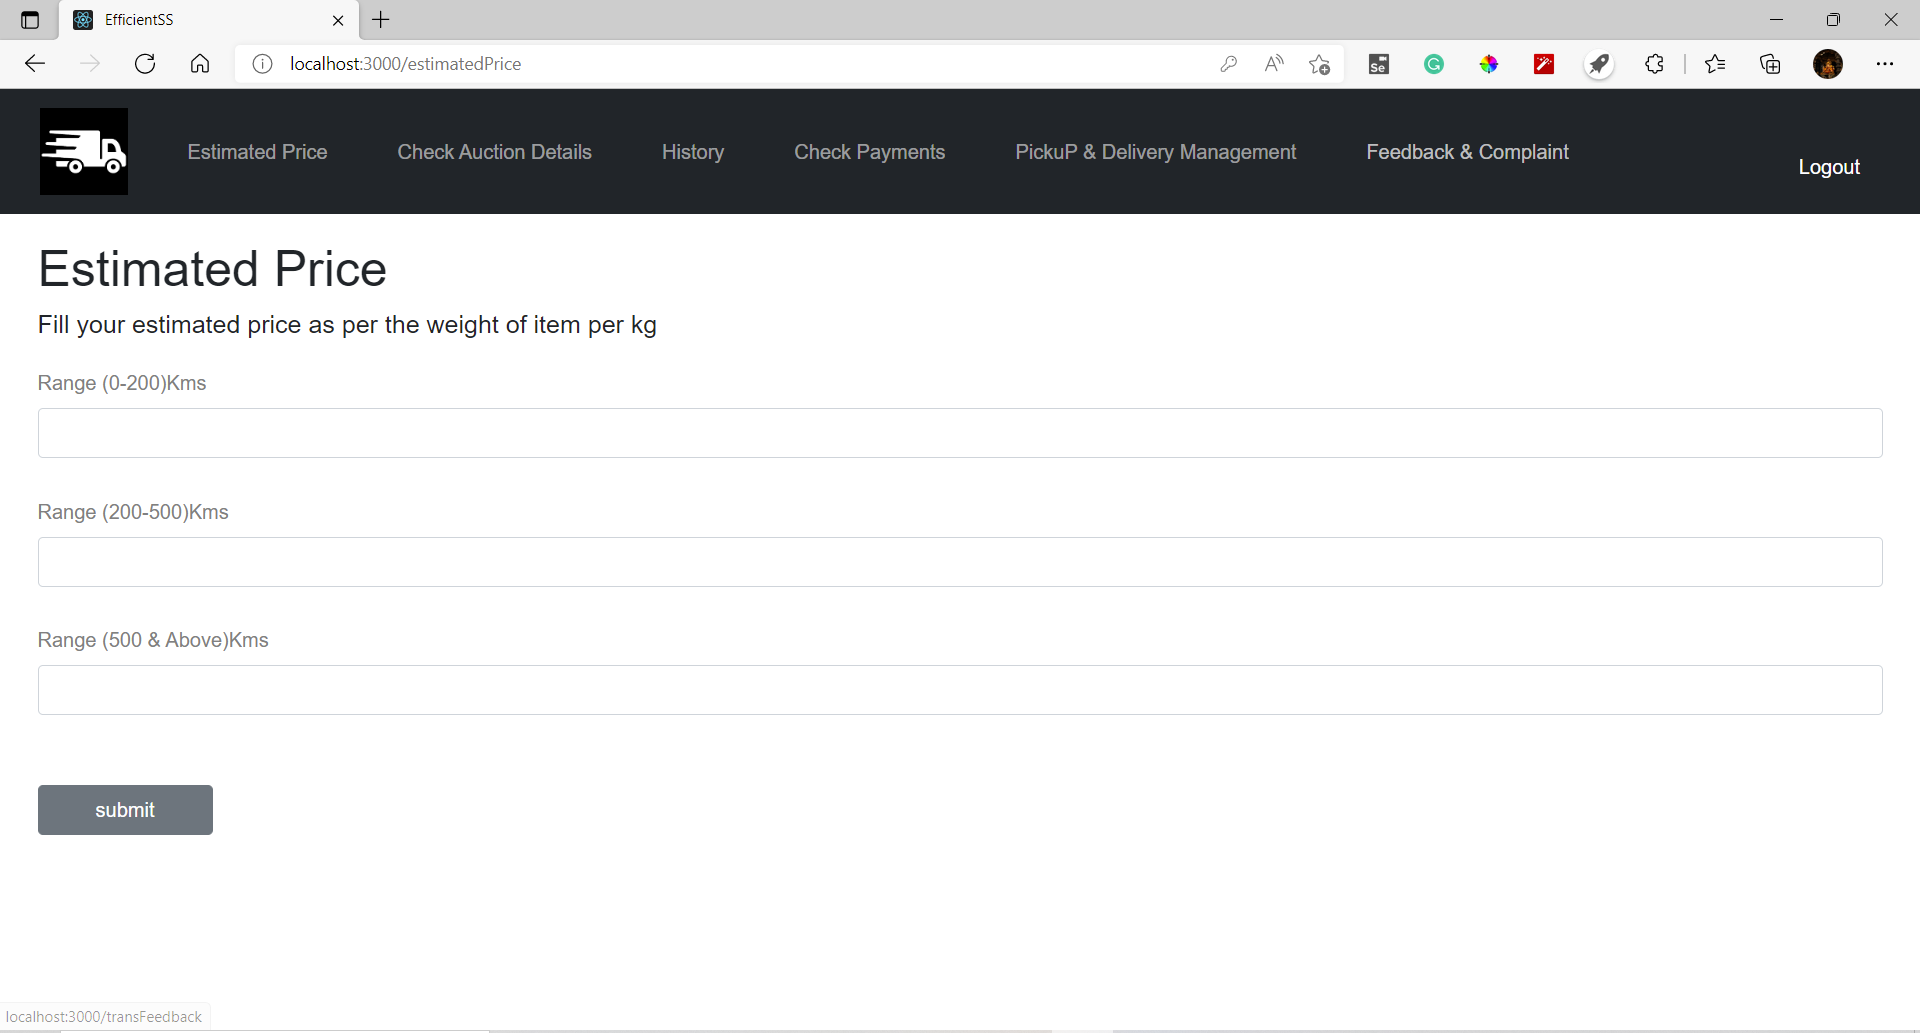 EfficientSS
localhost:3000/estimatedPrice
Se
Estimated Price
Check Auction Details
History
Check Payments
PickuP & Delivery Management
Feedback & Complaint
Logout
Estimated Price
Fill your estimated price as per the weight of item per kg
Range (0-200)Kms
Range (200-500)Kms
Range (500 & Above)Kms
submit
localhost:3000/transFeedback